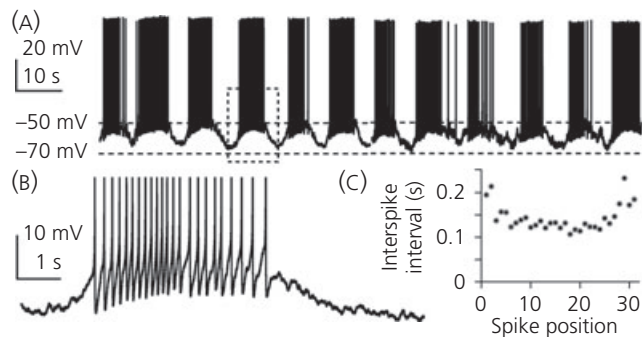 (A)
20 mV
10 s
–50 mV
–70 mV
(B)
10 mV
1 s
(C)
Interspike
interval (s)
0.2
0.1
0
0 10 20 30
Spike position